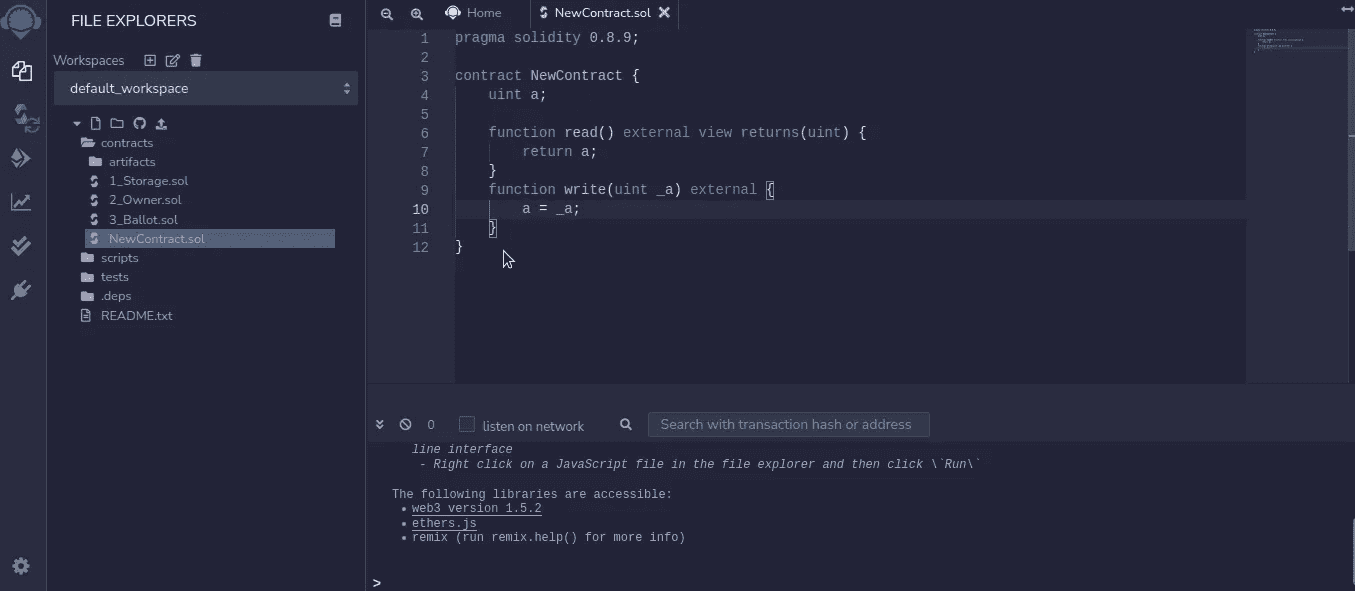 FILE EXPLORERS
Workspaces
default_workspace
contracts
artifacts
1_Storage.sol
2_Owner.sol
3_Ballot.sol
NewContract.sol
scripts
tests
.deps
README.txt
Home
NewContract.sol
1 pragma solidity 0.8.9;
2
3 contract NewContract {
4 uint a;
5
6 function read() external view returns(uint) {
7 return a;
8 }
9 function write(uint _a) external {
10 a = _a;
11 }
12 }
0 listen on network Search with transaction hash or address
line interface
- Right click on a JavaScript file in the file explorer and then click \`Run\`
The following libraries are accessible:
• web3 version 1.5.2
• ethers.js
• remix (run remix.help() for more info)
>